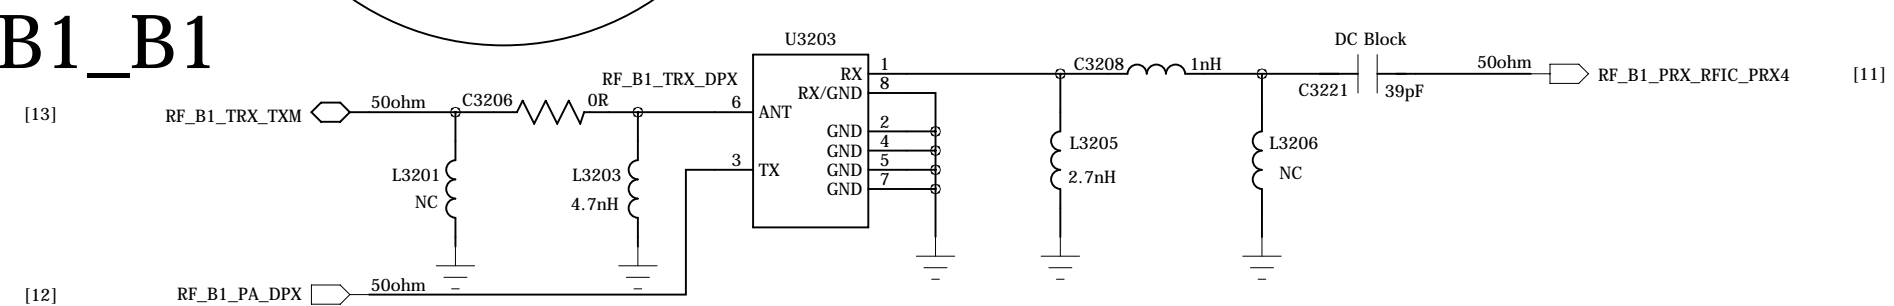 B1_B1
U3203
DC Block
RF_B1_TRX_DPX
RX
1
C3208
1nH
50ohm
RF_B1_PRX_RFIC_PRX4
[11]
C3221
39pF
RX/GND
8
[13]
RF_B1_TRX_TXM
50ohm
C3206
0R
6
ANT
GND
2
GND
4
GND
5
GND
7
L3205
2.7nH
L3206
NC
3
TX
L3201
NC
L3203
4.7nH
[12]
RF_B1_PA_DPX
50ohm